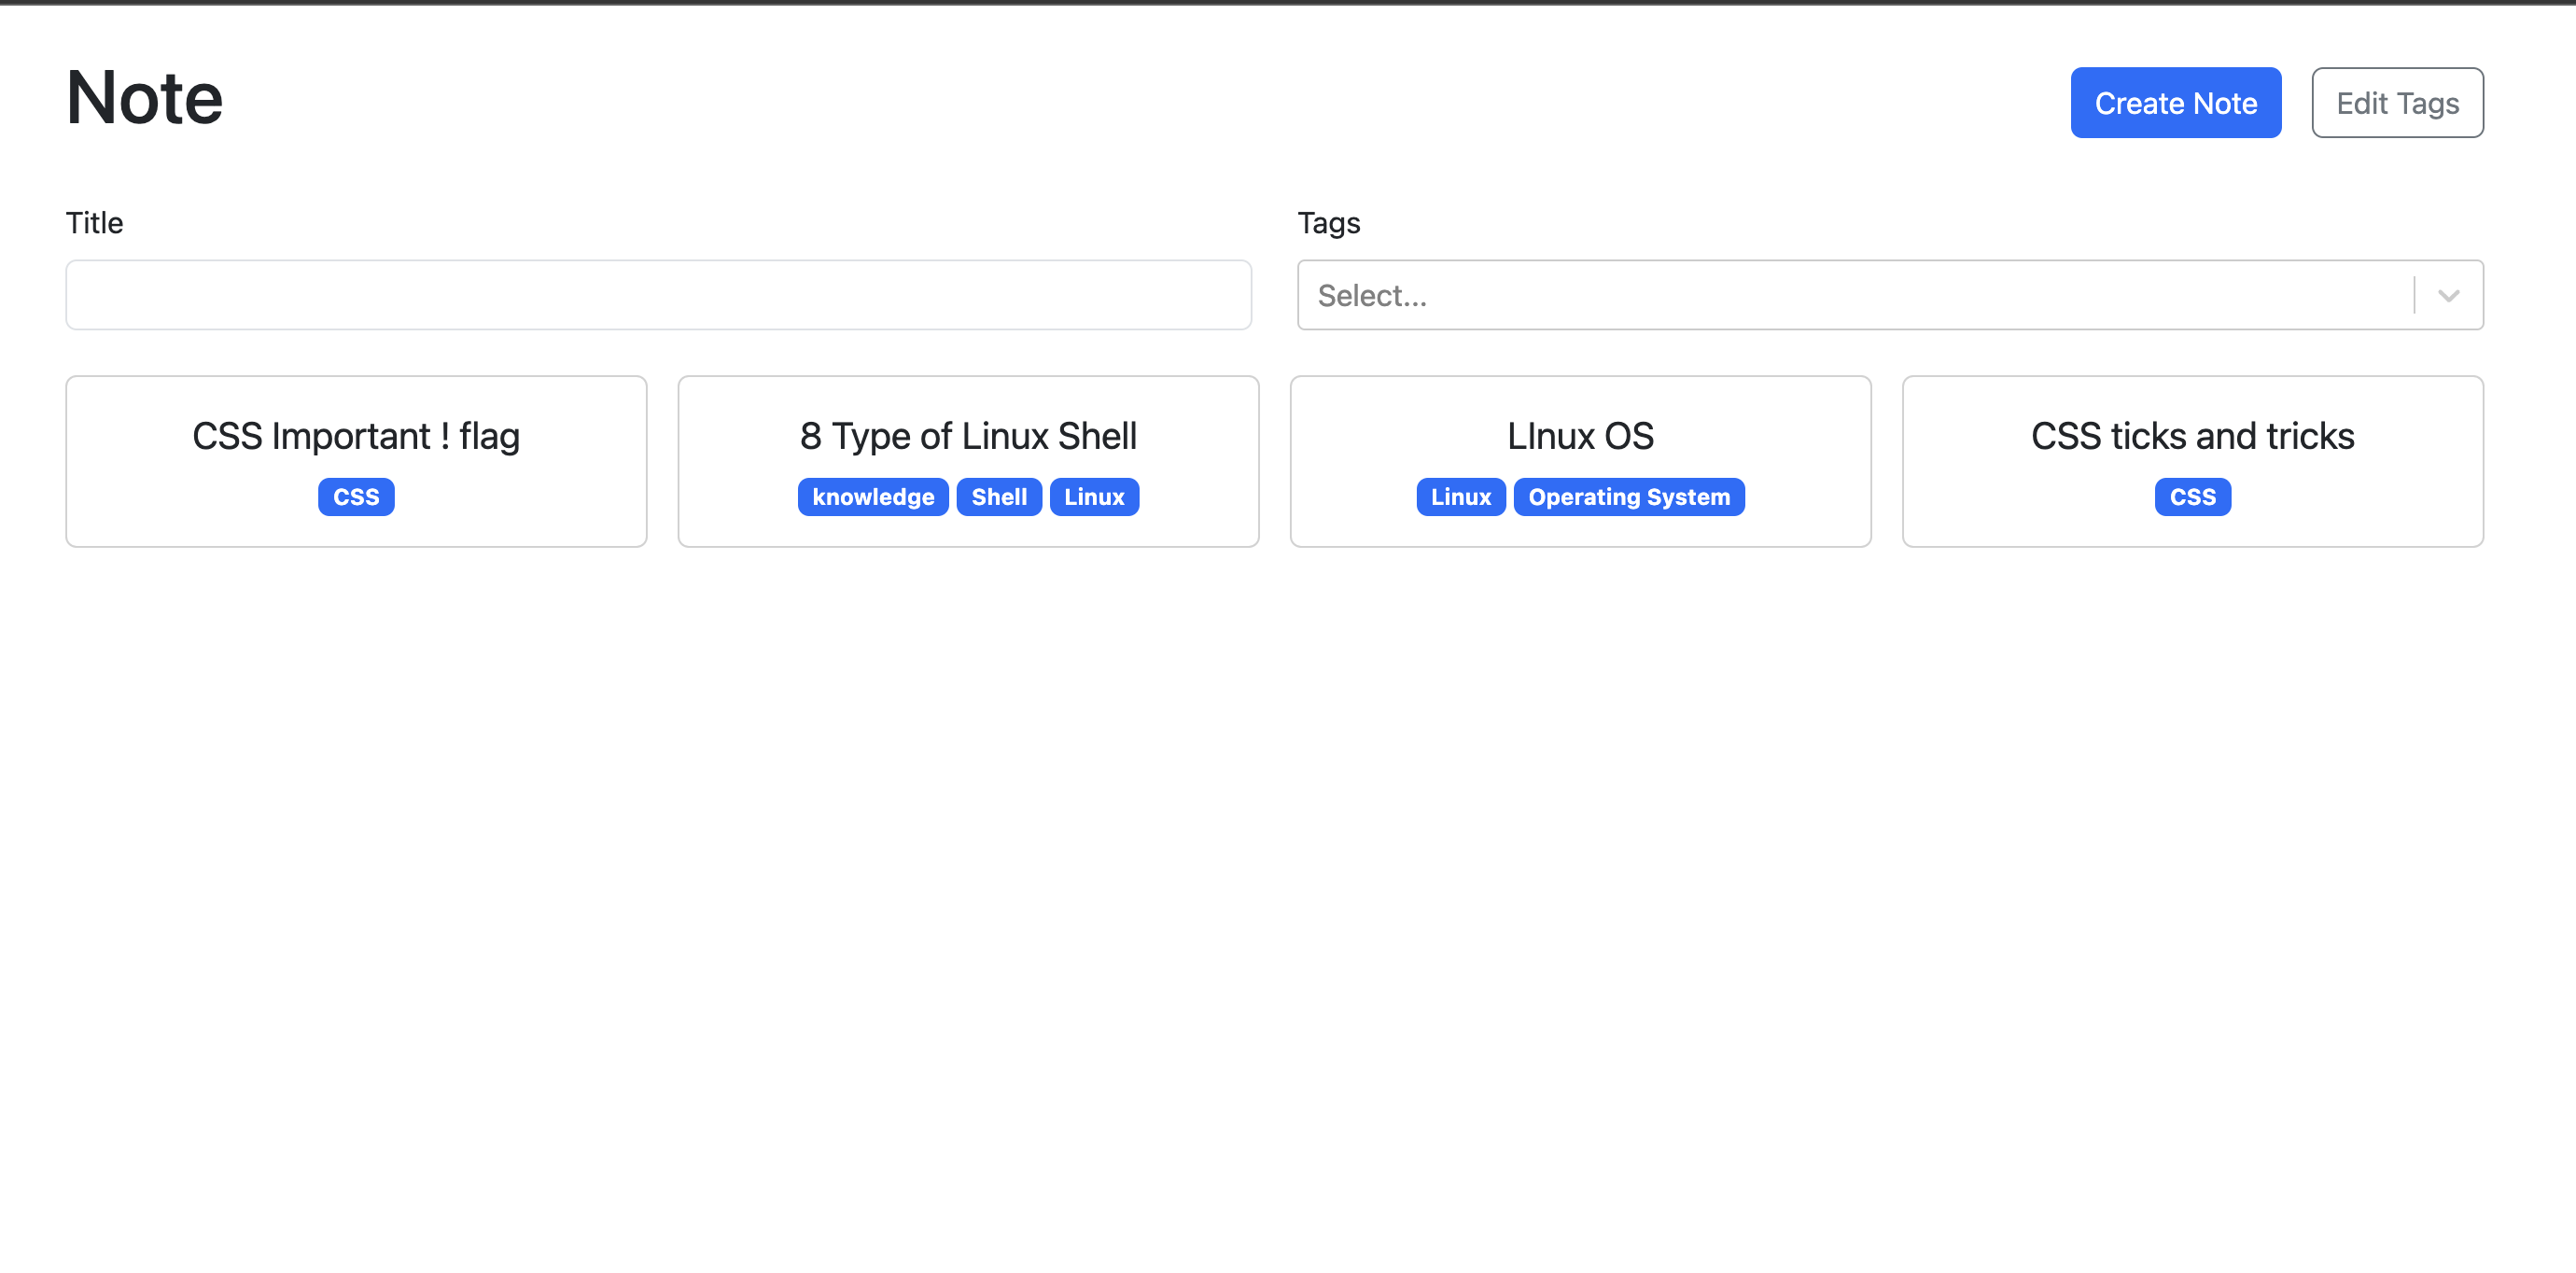 Note
Create Note
Edit Tags
Title
Tags
Select...
CSS Important ! flag
CSS
8 Type of Linux Shell
knowledge Shell Linux
LInux OS
Linux Operating System
CSS ticks and tricks
CSS